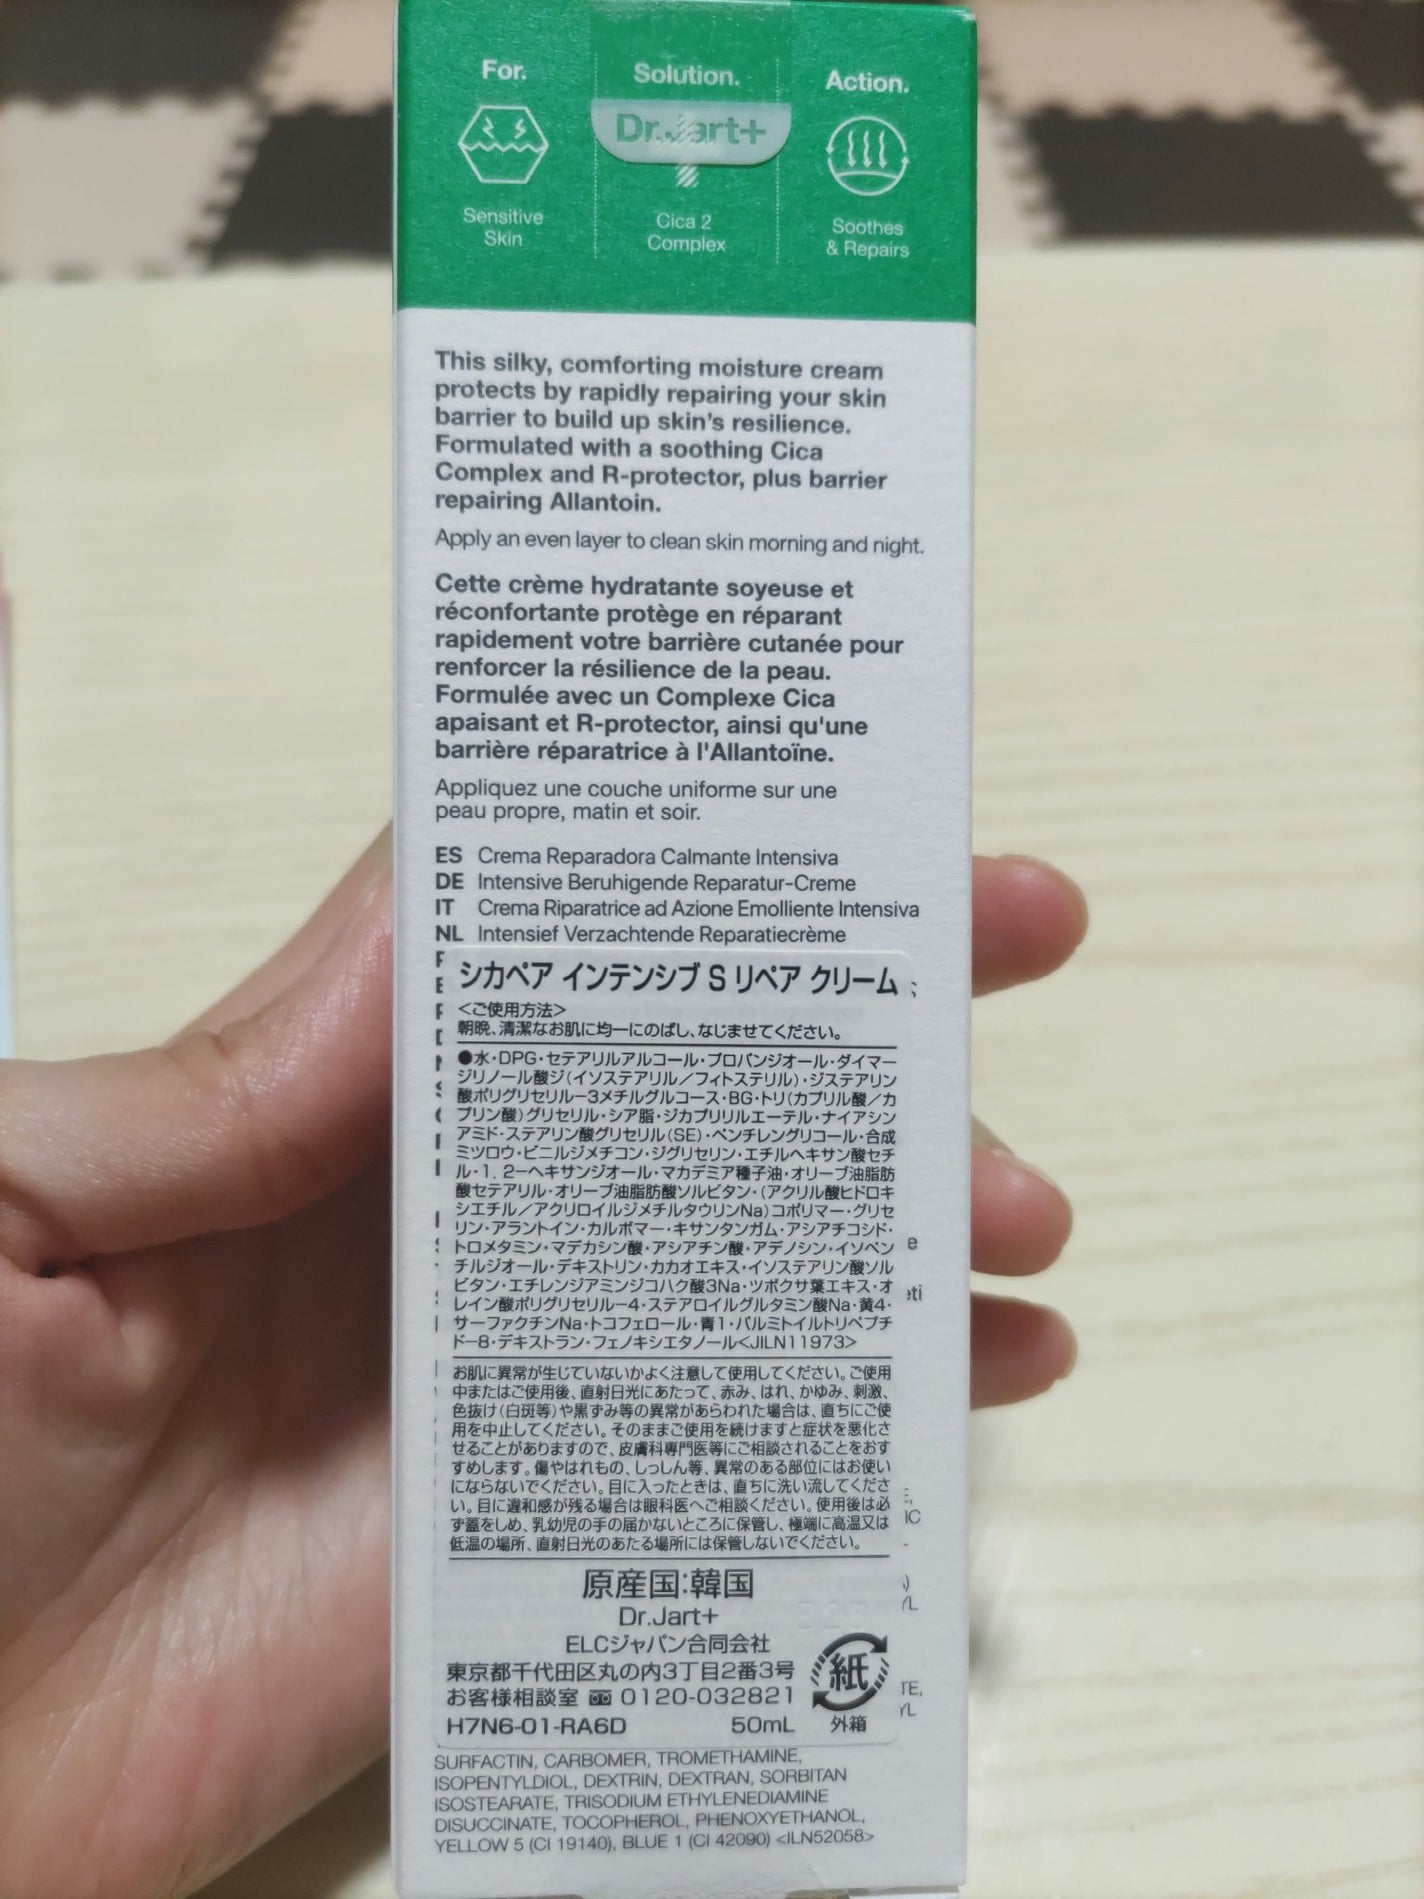 For.
Solution.
Action.
Dr.Jart+
Sensitive
Skin
Cica 2
Complex
Soothes
& Repairs
This silky, comforting moisture cream
protects by rapidly repairing your skin
barrier to build up skin's resilience.
Formulated with a soothing Cica
Complex and R-protector, plus barrier
repairing Allantoin.
Apply an even layer to clean skin morning and night.
Cette crème hydratante soyeuse et
réconfortante protège en réparant
rapidement votre barrière cutanée pour
renforcer la résilience de la peau.
Formulée avec un Complexe Cica
apaisant et R-protector, ainsi qu'une
barrière réparatrice à l'Allantoïne.
Appliquez une couche uniforme sur une
peau propre, matin et soir.
ES Crema Reparadora Calmante Intensiva
DE Intensive Beruhigende Reparatur-Creme
IT Crema Riparatrice ad Azione Emolliente Intensiva
NL Intensief Verzachtende Reparatiecrème
シカペア インテンシブ S リペア クリーム
<ご使用方法>
朝晩、清潔なお肌に均一にのばし、なじませてください。
●水・DPG・セテアリルアルコール・プロパンジオール・ダイマー
ジリノール酸ジ(イソステアリル/フィトステリル)・ジステアリン
酸ポリグリセリル-3メチルグルコース・BG・トリ(カプリル酸/カ
プリン酸)グリセリル・シア脂・ジカプリリルエーテル・ナイアシン
アミド・ステアリン酸グリセリル(SE)・ペンチレングリコール・合成
ミツロウ・ビニルジメチコン・ジグリセリン・エチルヘキサン酸セチ
ル・1, 2-ヘキサンジオール・マカデミア種子油・オリーブ油脂肪
酸セテアリル・オリーブ油脂肪酸ソルビタン・(アクリル酸ヒドロキ
シエチル/アクリロイルジメチルタウリンNa)コポリマー・グリセ
リン・アラントイン・カルボマー・キサンタンガム・アシアチコシド・
トロメタミン・マデカシン酸・アシアチン酸・アデノシン・イソペン
チルジオール・デキストリン・カカオエキス・イソステアリン酸ソル
ビタン・エチレンジアミンジコハク酸3Na・ツボクサ葉エキス・オ
レイン酸ポリグリセリル-4・ステアロイルグルタミン酸Na・黄4・
サーファクチンNa・トコフェロール・青1・パルミトイルトリペプチ
ド-8・デキストラン・フェノキシエタノール<JILN11973>
お肌に異常が生じていないかよく注意して使用してください。ご使用
中またはご使用後、直射日光にあたって、赤み、はれ、かゆみ、刺激、
色抜け(白斑等)や黒ずみ等の異常があらわれた場合は、直ちにご使
用を中止してください。そのままご使用を続けますと症状を悪化さ
せることがありますので、皮膚科専門医等にご相談されることをおす
すめします。傷やはれもの、しっしん等、異常のある部位にはお使い
にならないでください。目に入ったときは、直ちに洗い流してくださ
い。目に違和感が残る場合は眼科医へご相談ください。使用後は必
ず蓋をしめ、乳幼児の手の届かないところに保管し、極端に高温又は
低温の場所、直射日光のあたる場所には保管しないでください。
原産国:韓国
Dr.Jart+
ELCジャパン合同会社
東京都千代田区丸の内3丁目2番3号
お客様相談室 0120-032821
H7N6-01-RA6D 50mL
紙
外箱
SURFACTIN, CARBOMER, TROMETHAMINE,
ISOPENTYLDIOL, DEXTRIN, DEXTRAN, SORBITAN
ISOSTEARATE, TRISODIUM ETHYLENEDIAMINE
DISUCCINATE, TOCOPHEROL, PHENOXYETHANOL,
YELLOW 5 (CI 19140), BLUE 1 (CI 42090) <ILN52058>